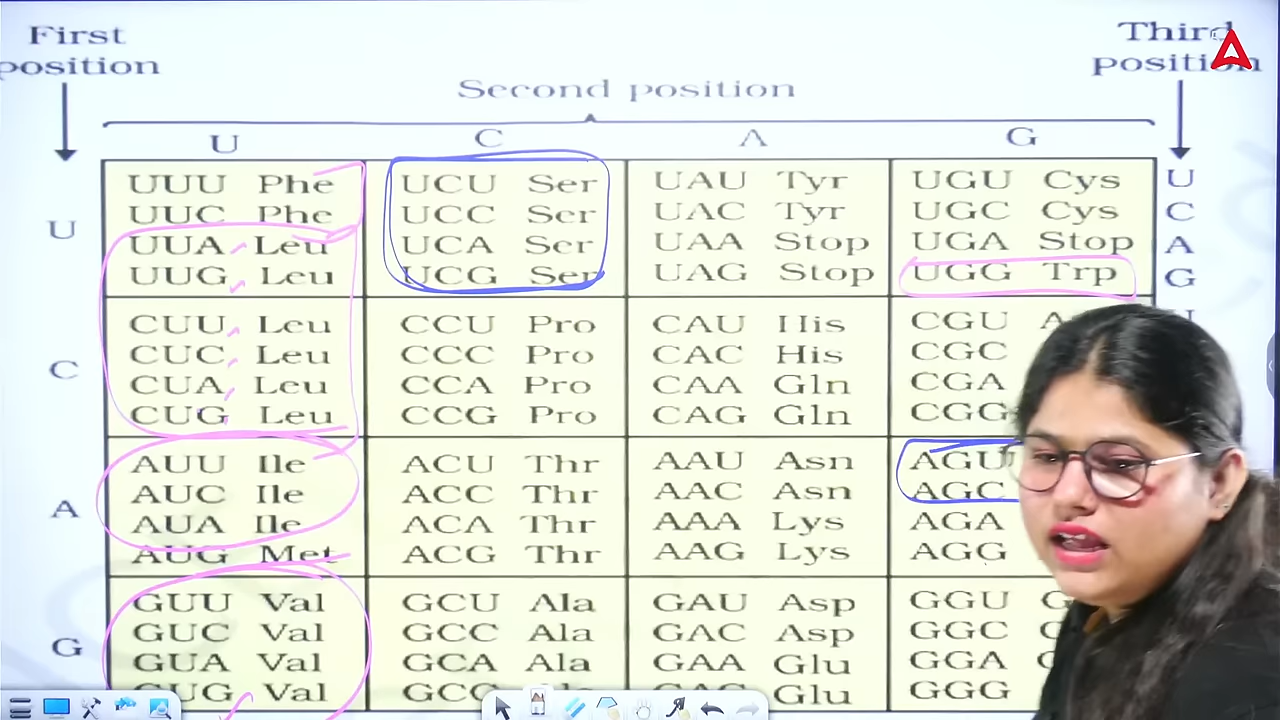 First
position
Third
position
Second position
U C A G
U
UUU Phe UCU Ser UAU Tyr UGU Cys U
UUC Phe UCC Ser UAC Tyr UGC Cys C
UUA Leu UCA Ser UAA Stop UGA Stop A
UUG Leu UCG Ser UAG Stop UGG Trp G
C
CUU Leu CCU Pro CAU His CGU A
CUC Leu CCC Pro CAC His CGC
CUA Leu CCA Pro CAA Gln CGA
CUG Leu CCG Pro CAG Gln CGG
A
AUU Ile ACU Thr AAU Asn AGU
AUC Ile ACC Thr AAC Asn AGC
AUA Ile ACA Thr AAA Lys AGA
AUG Met ACG Thr AAG Lys AGG
G
GUU Val GCU Ala GAU Asp GGU G
GUC Val GCC Ala GAC Asp GGC
GUA Val GCA Ala GAA Glu GGA
GUG Val GCG Glu GGG